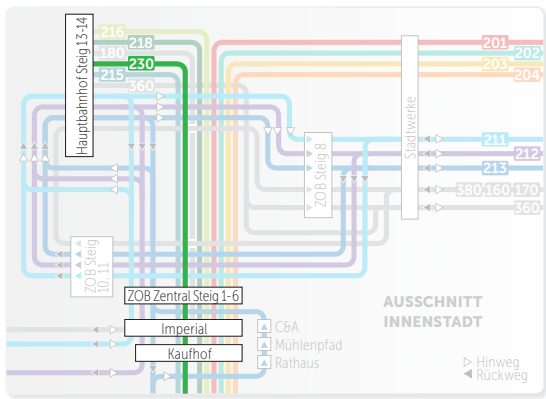 216
218
180
230
215
360
Hauptbahnhof Steig 13-14
201
202
203
204
Stadtwerke
ZOB Steig 8
211
212
213
380 160 170
360
ZOB Steig
10, 11
ZOB Zentral Steig 1-6
Imperial
Kaufhof
C&A
Mühlenpfad
Rathaus
AUSSCHNITT
INNENSTADT
Hinweg
Rückweg